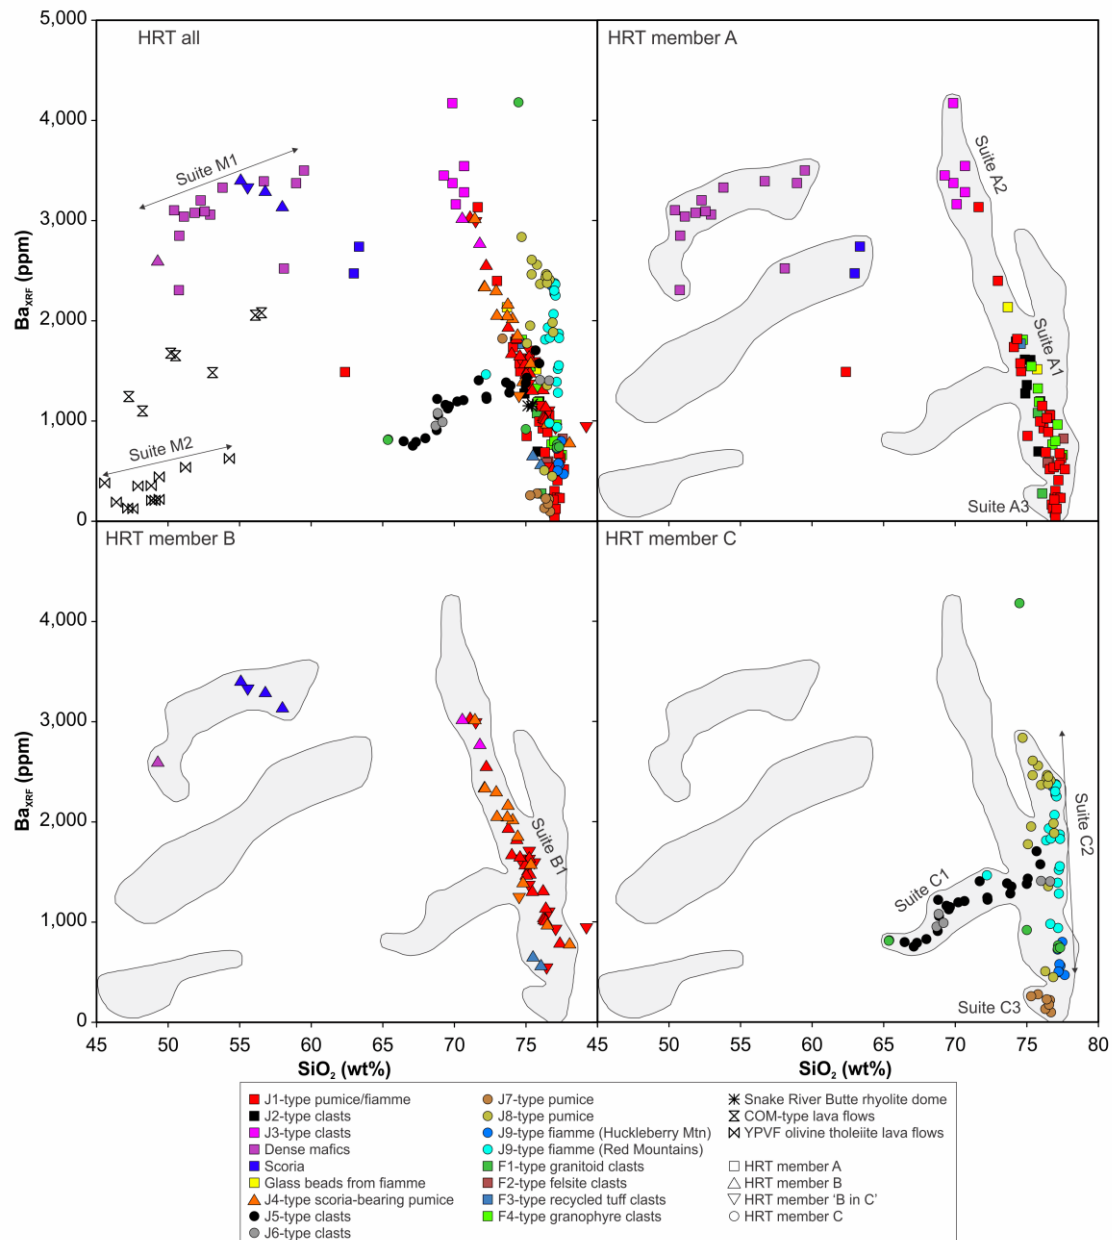 HRT all
HRT member A
5,000
4,000
3,000
2,000
1,000
0
Ba_XRF (ppm)
Suite M1
Suite M2
Suite A2
Suite A1
Suite A3
HRT member B
HRT member C
4,000
3,000
2,000
1,000
0
Ba_XRF (ppm)
Suite B1
Suite C1
Suite C2
Suite C3
45 50 55 60 65 70 75 45 50 55 60 65 70 75 80
SiO₂ (wt%) SiO₂ (wt%)
J1-type pumice/fiamme
J2-type clasts
J3-type clasts
Dense mafics
Scoria
Glass beads from fiamme
J4-type scoria-bearing pumice
J5-type clasts
J6-type clasts
J7-type pumice
J8-type pumice
J9-type fiamme (Huckleberry Mtn)
J9-type fiamme (Red Mountains)
F1-type granitoid clasts
F2-type felsite clasts
F3-type recycled tuff clasts
F4-type granophyre clasts
Snake River Butte rhyolite dome
COM-type lava flows
YPVF olivine tholeiite lava flows
HRT member A
HRT member B
HRT member 'B in C'
HRT member C